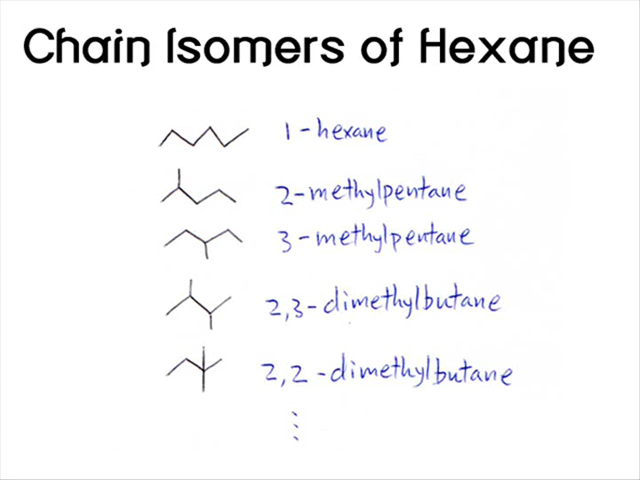 Chain Isomers of Hexane
1-hexane
2-methylpentane
3-methylpentane
2,3-dimethylbutane
2,2-dimethylbutane
⋮